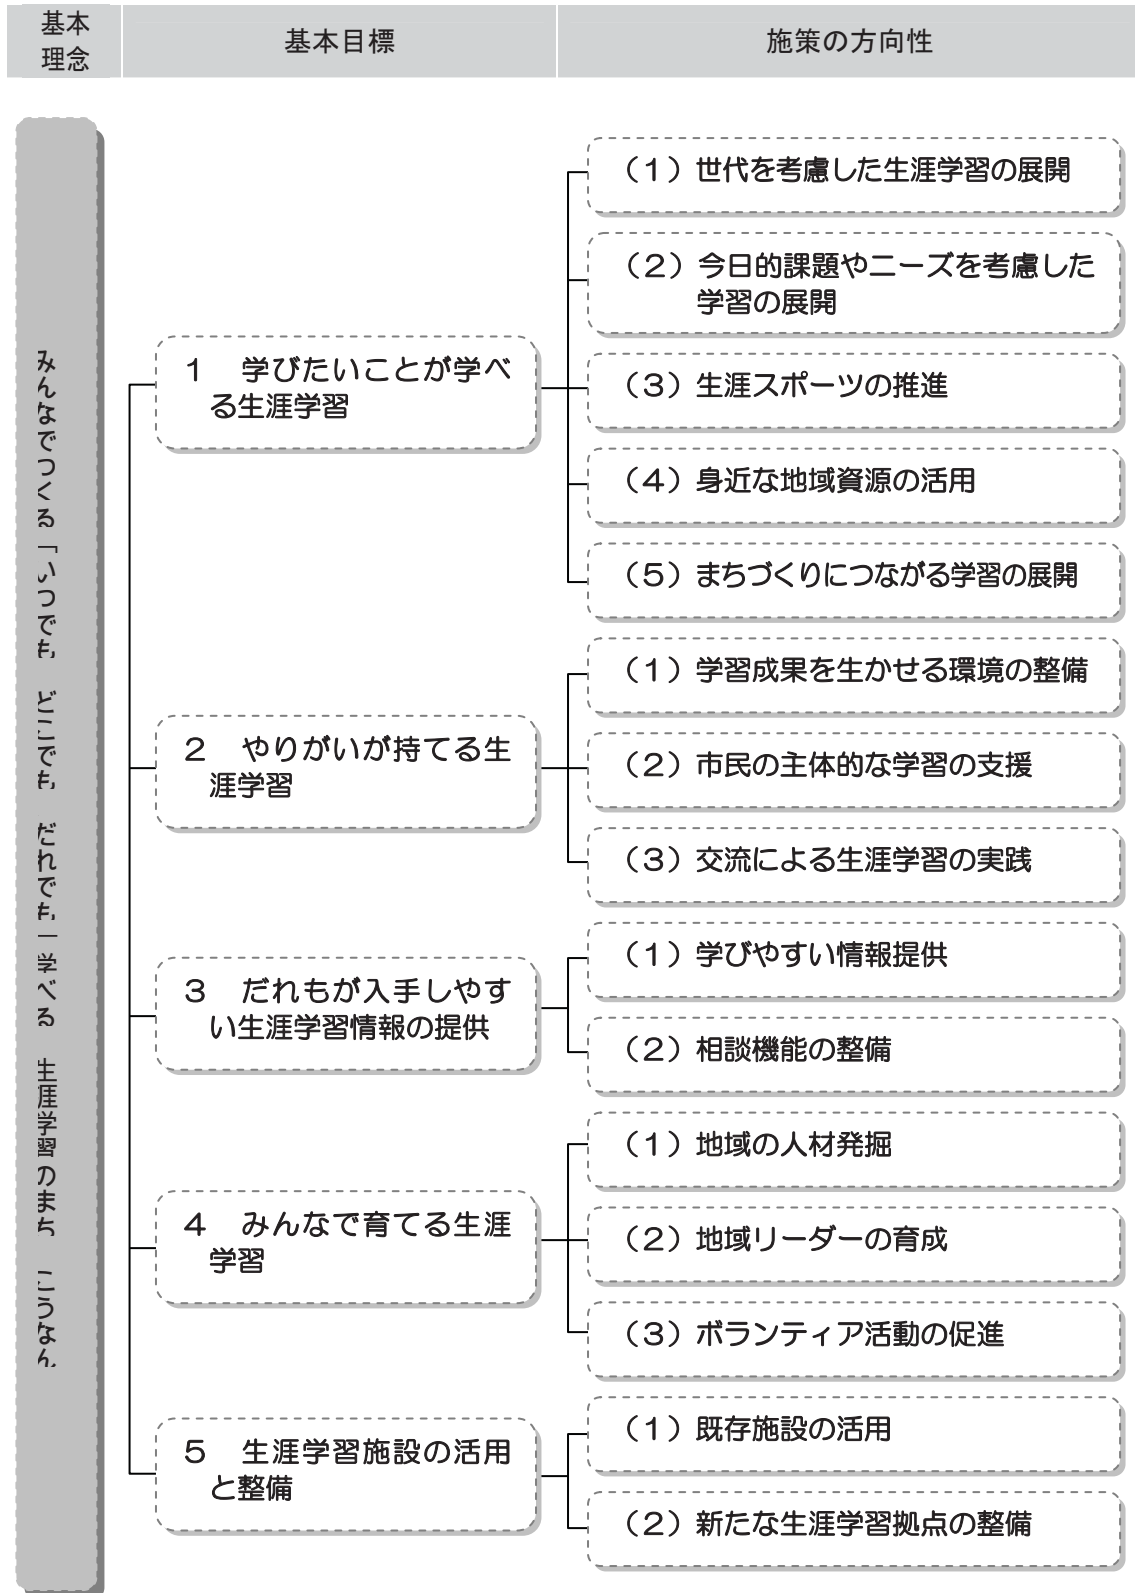 基本
理念
基本目標
施策の方向性
みんなでつくる「いつでも どこでも だれでも」学べる 生涯学習のまち こうなん
1 学びたいことが学べ
る生涯学習
(1)世代を考慮した生涯学習の展開
(2)今日的課題やニーズを考慮した
学習の展開
(3)生涯スポーツの推進
(4)身近な地域資源の活用
(5)まちづくりにつながる学習の展開
2 やりがいが持てる生
涯学習
(1)学習成果を生かせる環境の整備
(2)市民の主体的な学習の支援
(3)交流による生涯学習の実践
3 だれもが入手しやす
い生涯学習情報の提供
(1)学びやすい情報提供
(2)相談機能の整備
4 みんなで育てる生涯
学習
(1)地域の人材発掘
(2)地域リーダーの育成
(3)ボランティア活動の促進
5 生涯学習施設の活用
と整備
(1)既存施設の活用
(2)新たな生涯学習拠点の整備